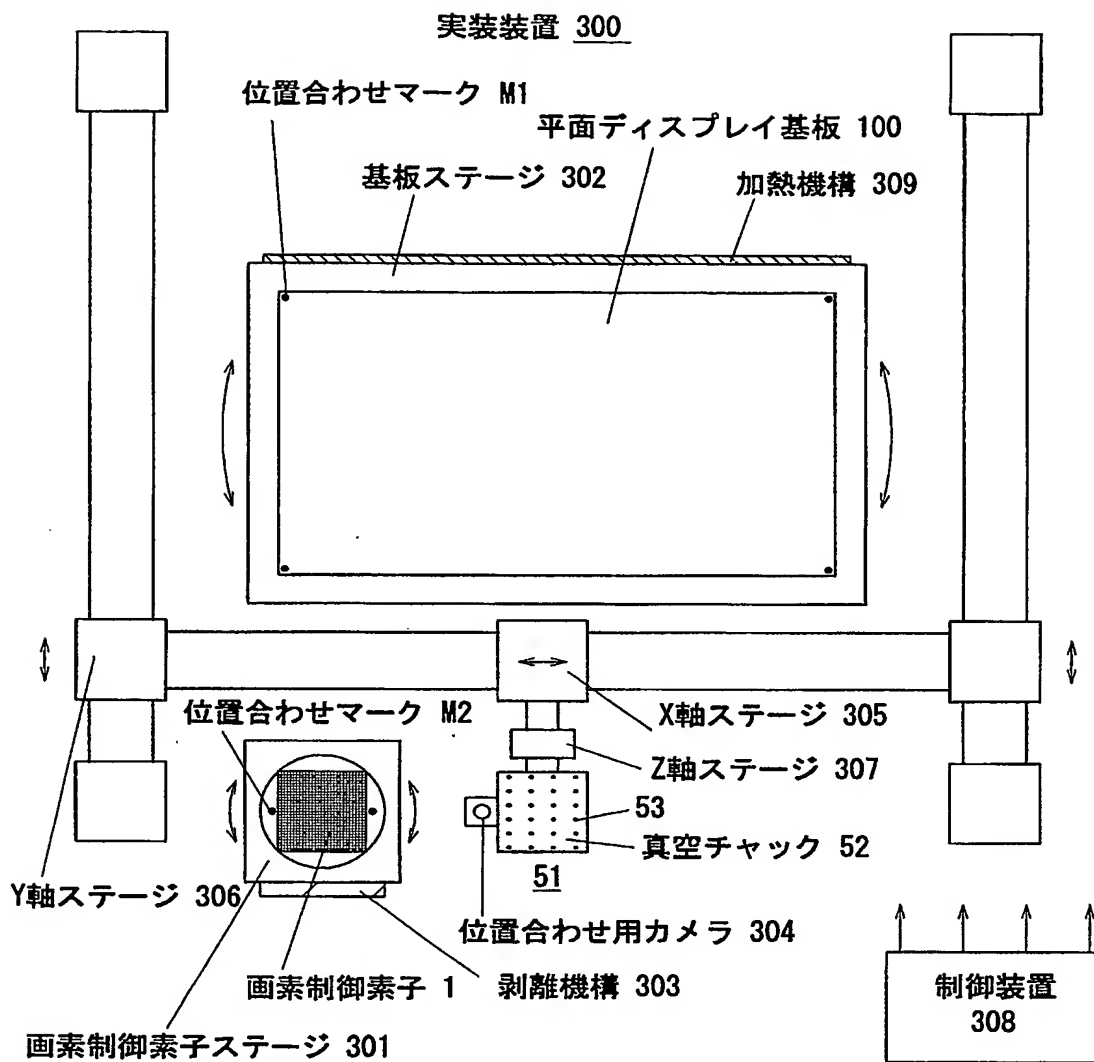 実装装置 300
位置合わせマーク M1
平面ディスプレイ基板 100
基板ステージ 302
加熱機構 309
位置合わせマーク M2
X軸ステージ 305
Z軸ステージ 307
53
真空チャック 52
51
Y軸ステージ 306
位置合わせ用カメラ 304
画素制御素子 1
剥離機構 303
制御装置
308
画素制御素子ステージ 301